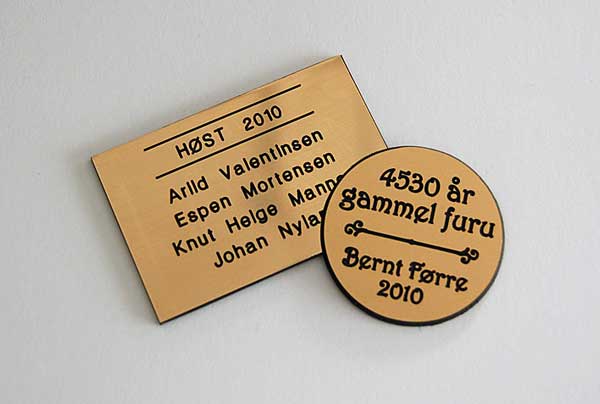 HØST 2010
Arild Valentinsen
Espen Mortensen
Knut Helge
Johan
4530 år
gammel furu
Bernt Førre
2010